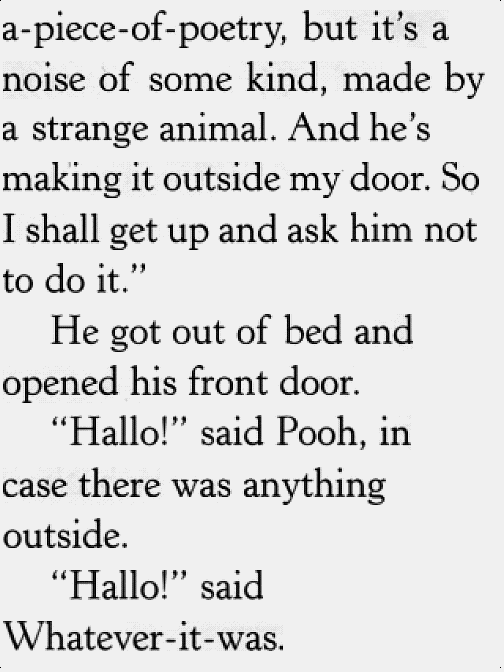 a-piece-of-poetry, but it’s a
noise of some kind, made by
a strange animal. And he’s
making it outside my door. So
I shall get up and ask him not
to do it.”
He got out of bed and
opened his front door.
“Hallo!” said Pooh, in
case there was anything
outside.
“Hallo!” said
Whatever-it-was.